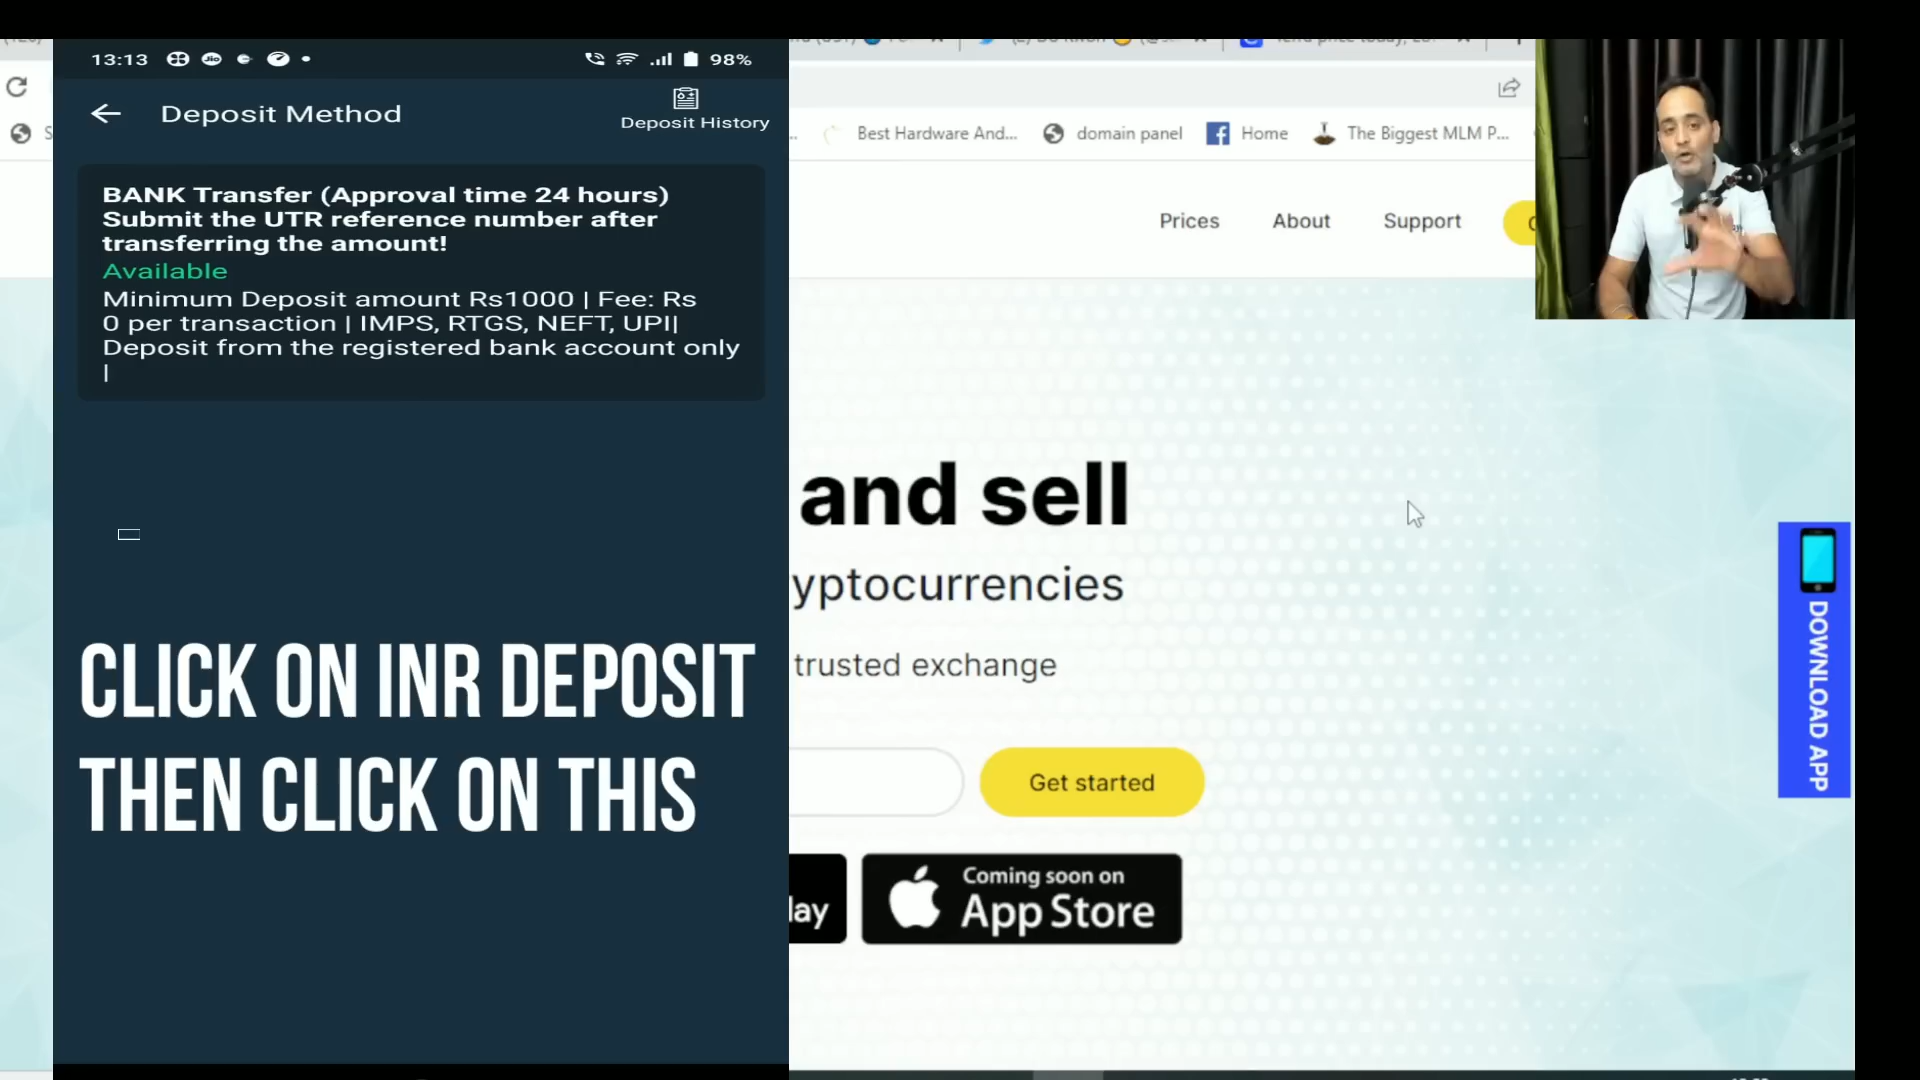 13:13
98%
Deposit Method
Deposit History
BANK Transfer (Approval time 24 hours)
Submit the UTR reference number after
transferring the amount!
Available
Minimum Deposit amount Rs1000 | Fee: Rs
0 per transaction | IMPS, RTGS, NEFT, UPI|
Deposit from the registered bank account only
|
CLICK ON INR DEPOSIT
THEN CLICK ON THIS
Best Hardware And...
domain panel
Home
The Biggest MLM P...
Prices
About
Support
and sell
yptocurrencies
trusted exchange
Get started
lay
Coming soon on
App Store
DOWNLOAD APP